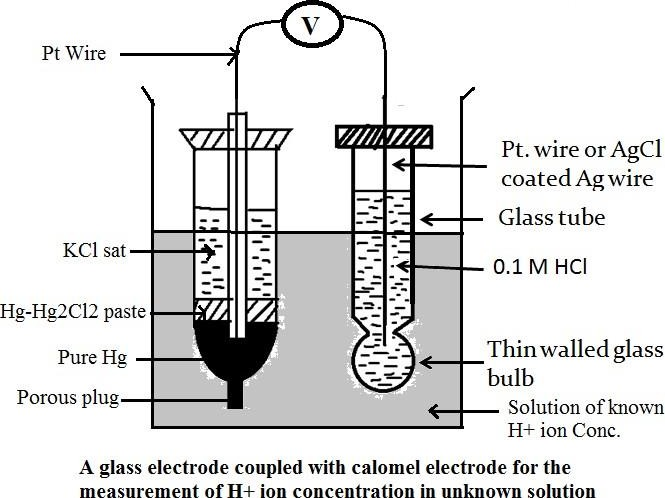 V
Pt Wire
Pt. wire or AgCl
coated Ag wire
Glass tube
KCl sat
0.1 M HCl
Hg-Hg2Cl2 paste
Pure Hg
Thin walled glass
bulb
Porous plug
Solution of known
H+ ion Conc.
A glass electrode coupled with calomel electrode for the
measurement of H+ ion concentration in unknown solution